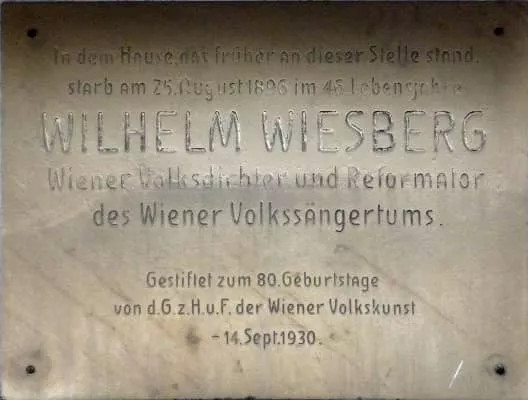 In dem Hause, das früher an dieser Stelle stand,
starb am 25. August 1896 im 46. Lebensjahre
WILHELM WIESBERG
Wiener Volksdichter und Reformator
des Wiener Volkssängertums.
Gestiftet zum 80. Geburtstage
von d. G. z. H. u. F. der Wiener Volkskunst
- 14. Sept. 1930.